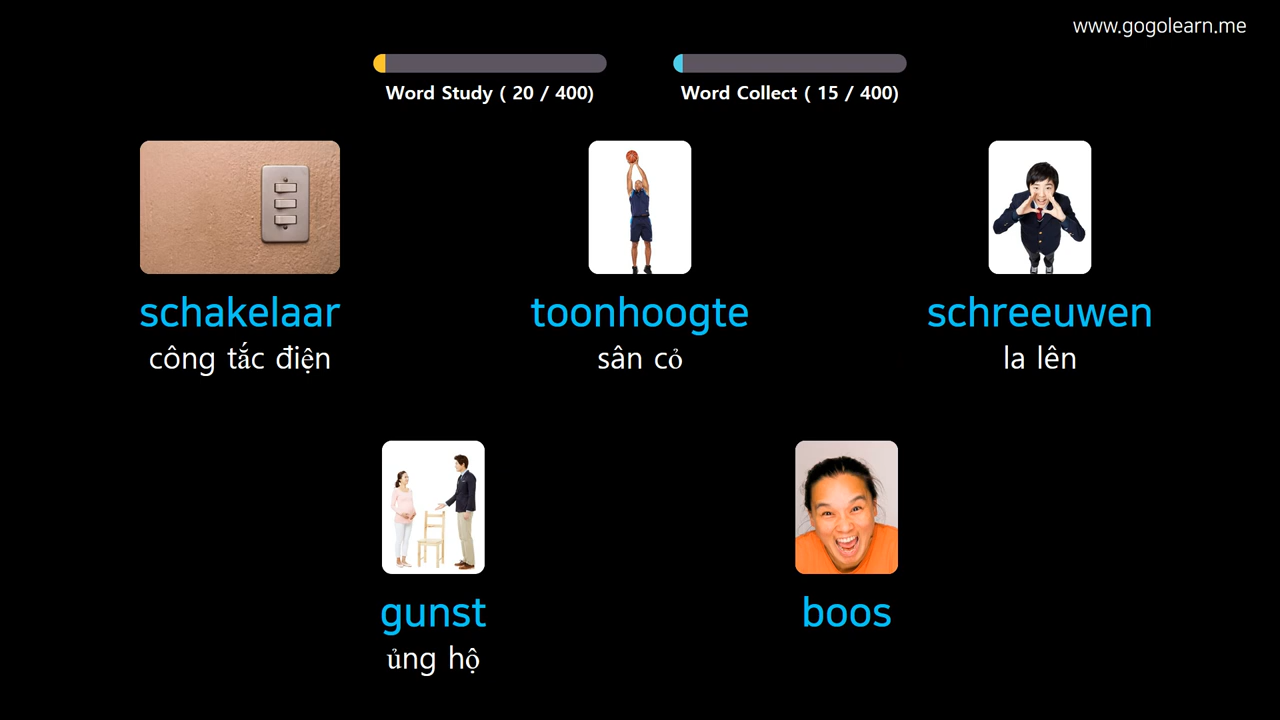 www.gogolearn.me
Word Study ( 20 / 400)
Word Collect ( 15 / 400)
schakelaar
công tắc điện
toonhoogte
sân cỏ
schreeuwen
la lên
gunst
ủng hộ
boos